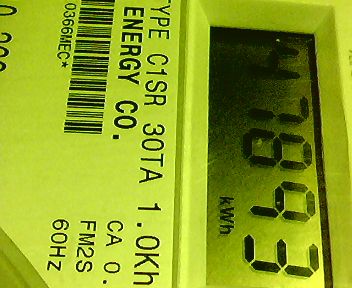 47893
kWh
TYPE C1SR 30TA 1.0Kh
ENERGY CO.
CA 0.
FM2S
60Hz
0366MEC*